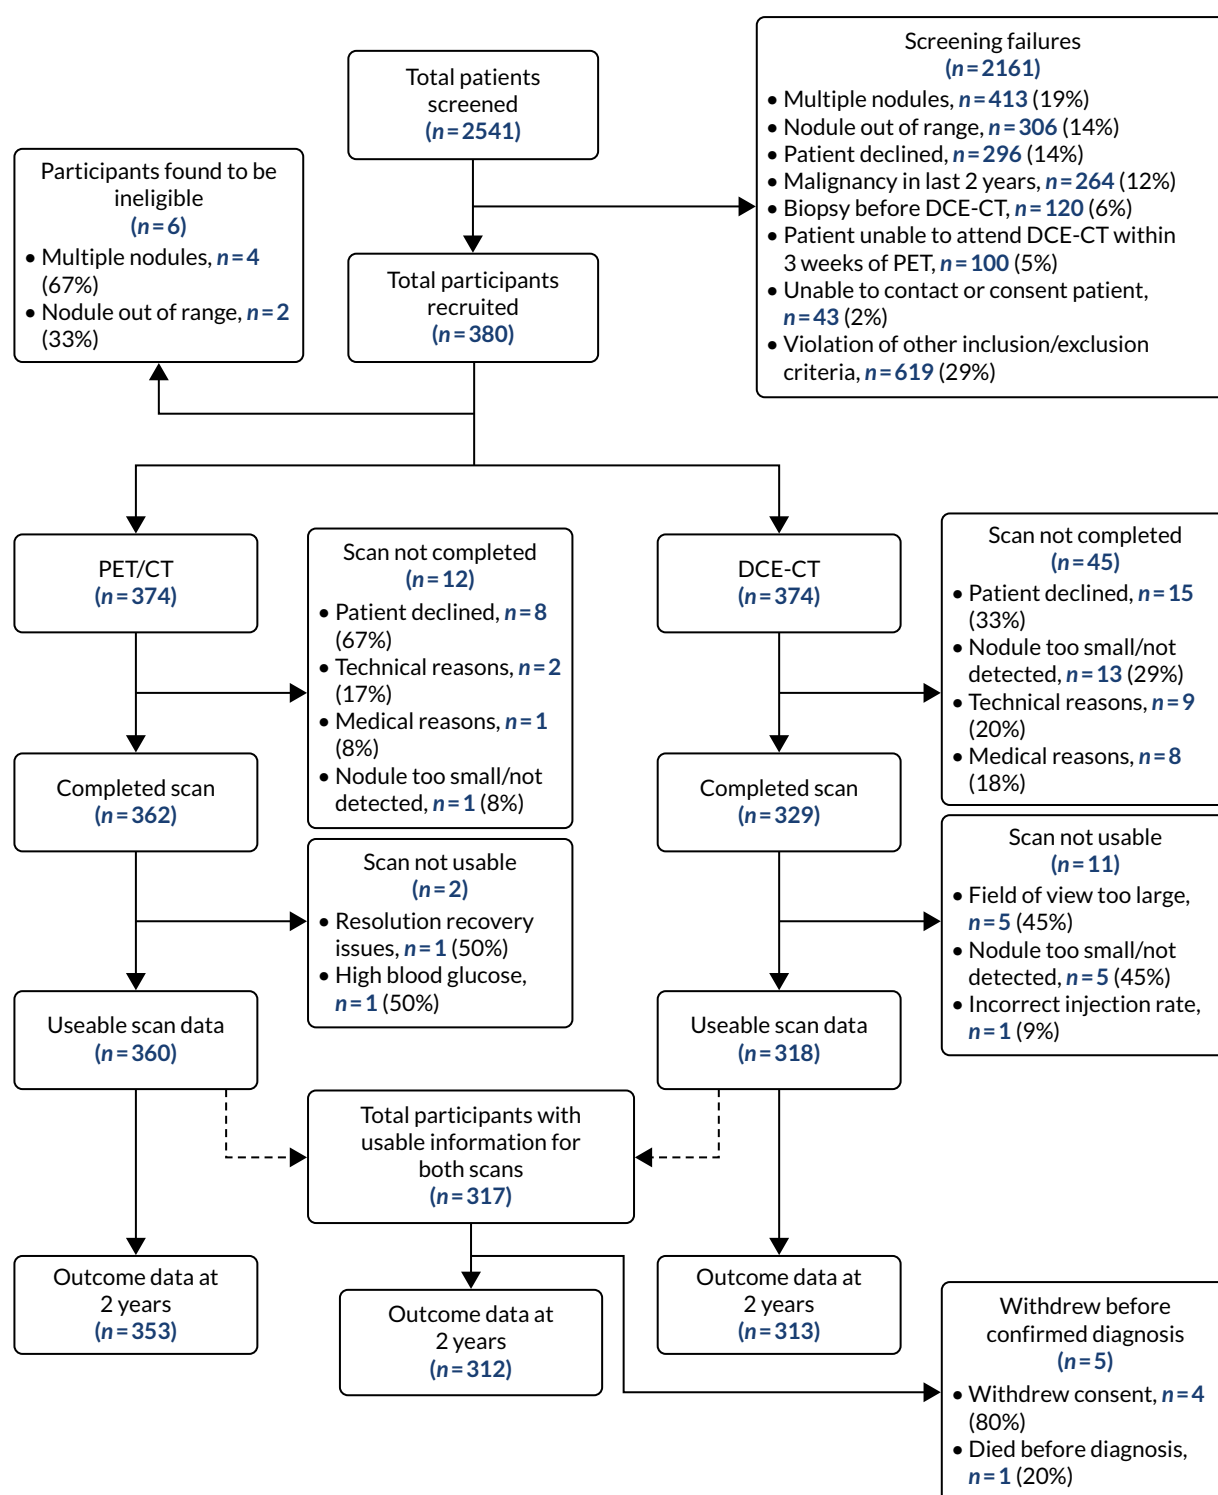 Total patients
screened
(n=2541)
Screening failures
(n=2161)
• Multiple nodules, n=413 (19%)
• Nodule out of range, n=306 (14%)
• Patient declined, n=296 (14%)
• Malignancy in last 2 years, n=264 (12%)
• Biopsy before DCE-CT, n=120 (6%)
• Patient unable to attend DCE-CT within
3 weeks of PET, n=100 (5%)
• Unable to contact or consent patient,
n=43 (2%)
• Violation of other inclusion/exclusion
criteria, n=619 (29%)
Participants found to be
ineligible
(n=6)
• Multiple nodules, n=4
(67%)
• Nodule out of range, n=2
(33%)
Total participants
recruited
(n=380)
PET/CT
(n=374)
Scan not completed
(n=12)
• Patient declined, n=8
(67%)
• Technical reasons, n=2
(17%)
• Medical reasons, n=1
(8%)
• Nodule too small/not
detected, n=1 (8%)
DCE-CT
(n=374)
Scan not completed
(n=45)
• Patient declined, n=15
(33%)
• Nodule too small/not
detected, n=13 (29%)
• Technical reasons, n=9
(20%)
• Medical reasons, n=8
(18%)
Completed scan
(n=362)
Completed scan
(n=329)
Scan not usable
(n=2)
• Resolution recovery
issues, n=1 (50%)
• High blood glucose,
n=1 (50%)
Scan not usable
(n=11)
• Field of view too large,
n=5 (45%)
• Nodule too small/not
detected, n=5 (45%)
• Incorrect injection rate,
n=1 (9%)
Useable scan data
(n=360)
Useable scan data
(n=318)
Total participants with
usable information for
both scans
(n=317)
Outcome data at
2 years
(n=353)
Outcome data at
2 years
(n=312)
Outcome data at
2 years
(n=313)
Withdrew before
confirmed diagnosis
(n=5)
• Withdrew consent, n=4
(80%)
• Died before diagnosis,
n=1 (20%)